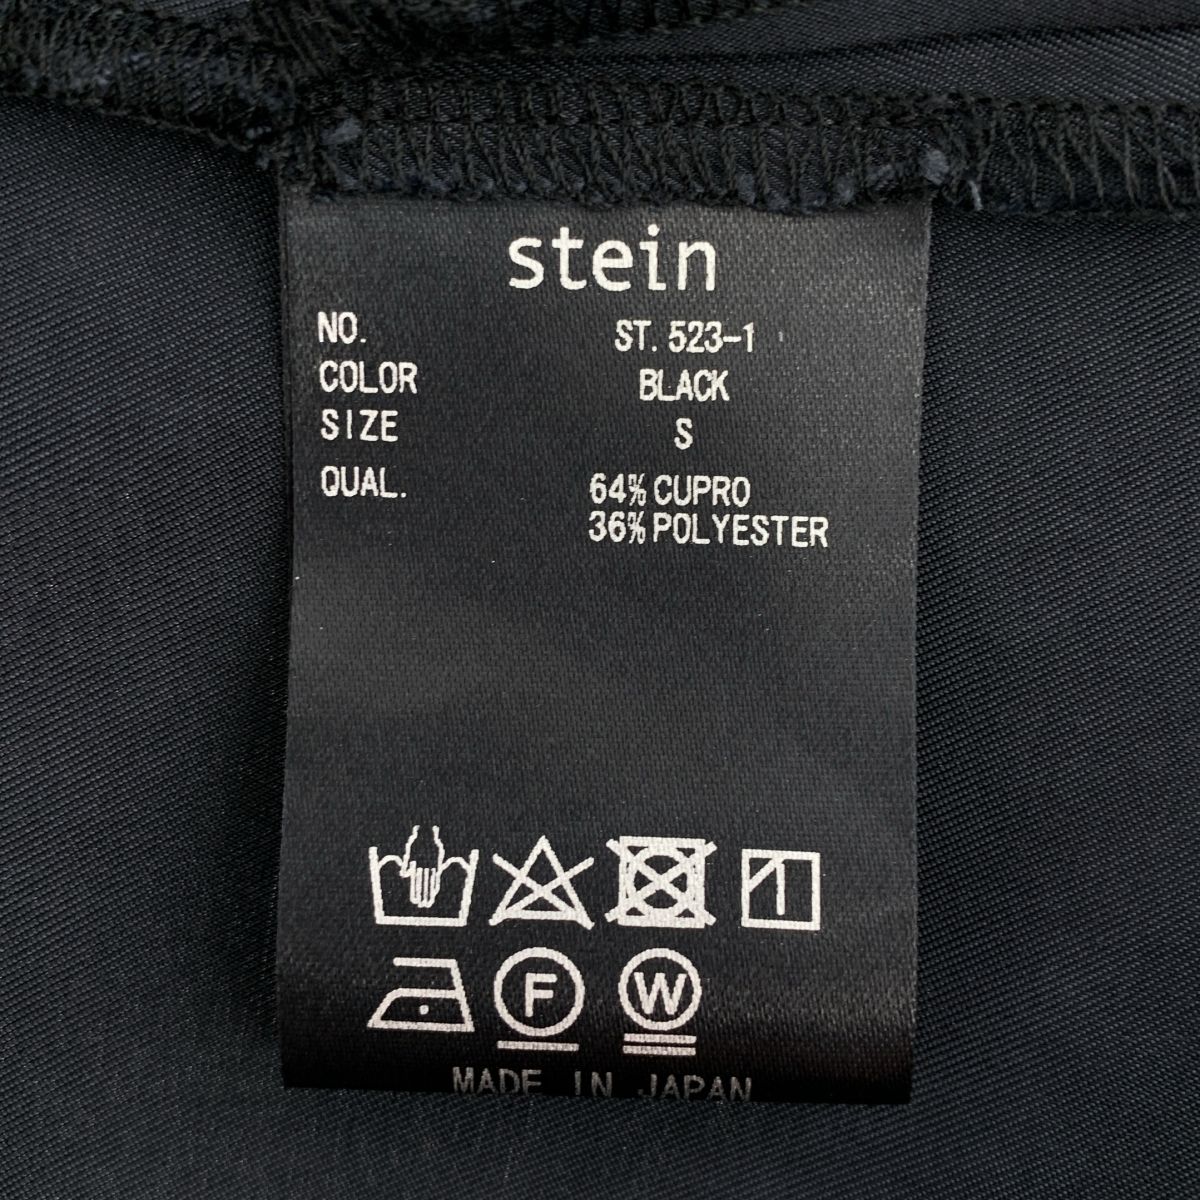 stein
NO. ST.523-1
COLOR BLACK
SIZE S
QUAL. 64% CUPRO
36% POLYESTER
F W
MADE IN JAPAN